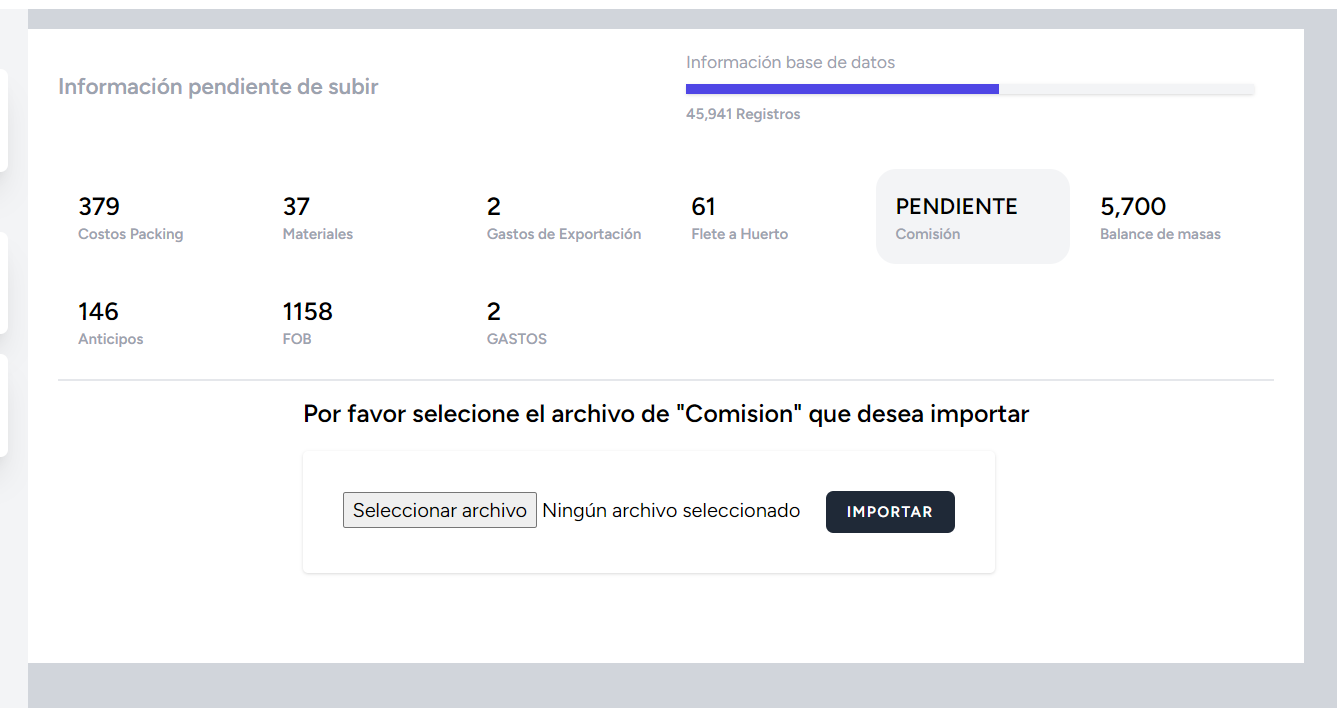 Información pendiente de subir
Información base de datos
45,941 Registros
379
Costos Packing
37
Materiales
2
Gastos de Exportación
61
Flete a Huerto
PENDIENTE
Comisión
5,700
Balance de masas
146
Anticipos
1158
FOB
2
GASTOS
Por favor selecione el archivo de "Comision" que desea importar
Seleccionar archivo Ningún archivo seleccionado
IMPORTAR